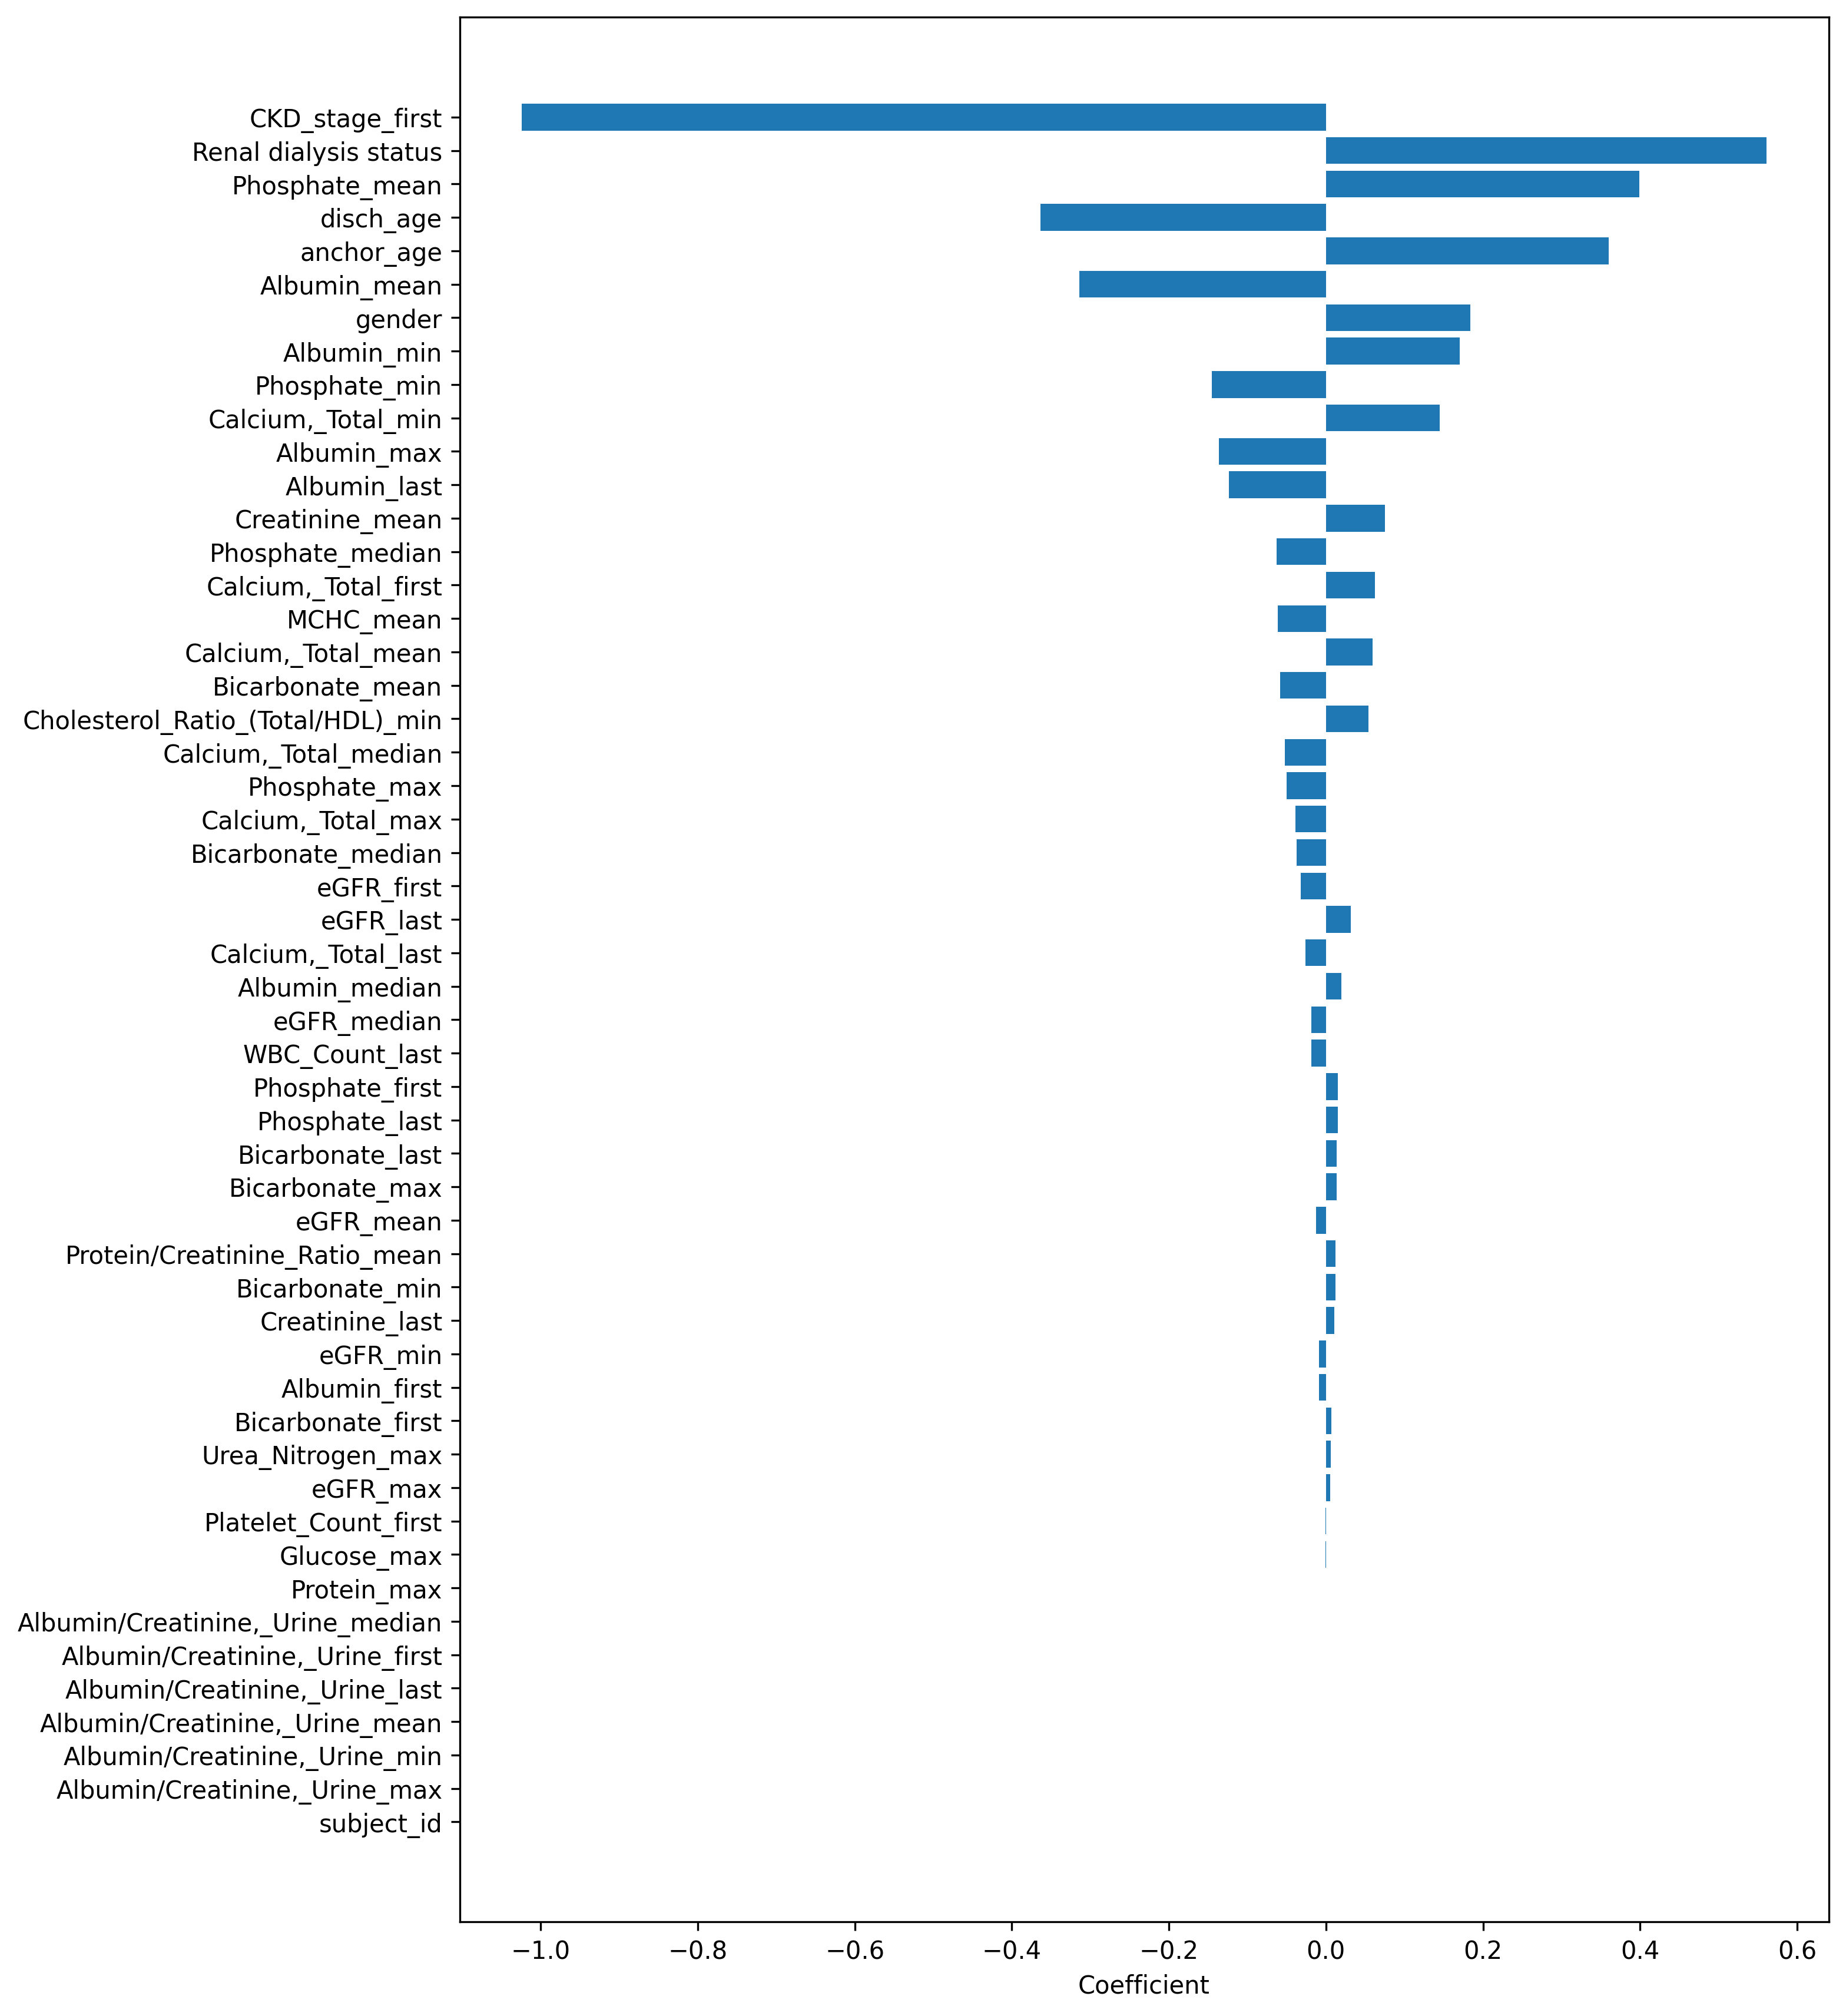 CKD_stage_first
Renal dialysis status
Phosphate_mean
disch_age
anchor_age
Albumin_mean
gender
Albumin_min
Phosphate_min
Calcium,_Total_min
Albumin_max
Albumin_last
Creatinine_mean
Phosphate_median
Calcium,_Total_first
MCHC_mean
Calcium,_Total_mean
Bicarbonate_mean
Cholesterol_Ratio_(Total/HDL)_min
Calcium,_Total_median
Phosphate_max
Calcium,_Total_max
Bicarbonate_median
eGFR_first
eGFR_last
Calcium,_Total_last
Albumin_median
eGFR_median
WBC_Count_last
Phosphate_first
Phosphate_last
Bicarbonate_last
Bicarbonate_max
eGFR_mean
Protein/Creatinine_Ratio_mean
Bicarbonate_min
Creatinine_last
eGFR_min
Albumin_first
Bicarbonate_first
Urea_Nitrogen_max
eGFR_max
Platelet_Count_first
Glucose_max
Protein_max
Albumin/Creatinine,_Urine_median
Albumin/Creatinine,_Urine_first
Albumin/Creatinine,_Urine_last
Albumin/Creatinine,_Urine_mean
Albumin/Creatinine,_Urine_min
Albumin/Creatinine,_Urine_max
subject_id
−1.0 −0.8 −0.6 −0.4 −0.2 0.0 0.2 0.4 0.6
Coefficient